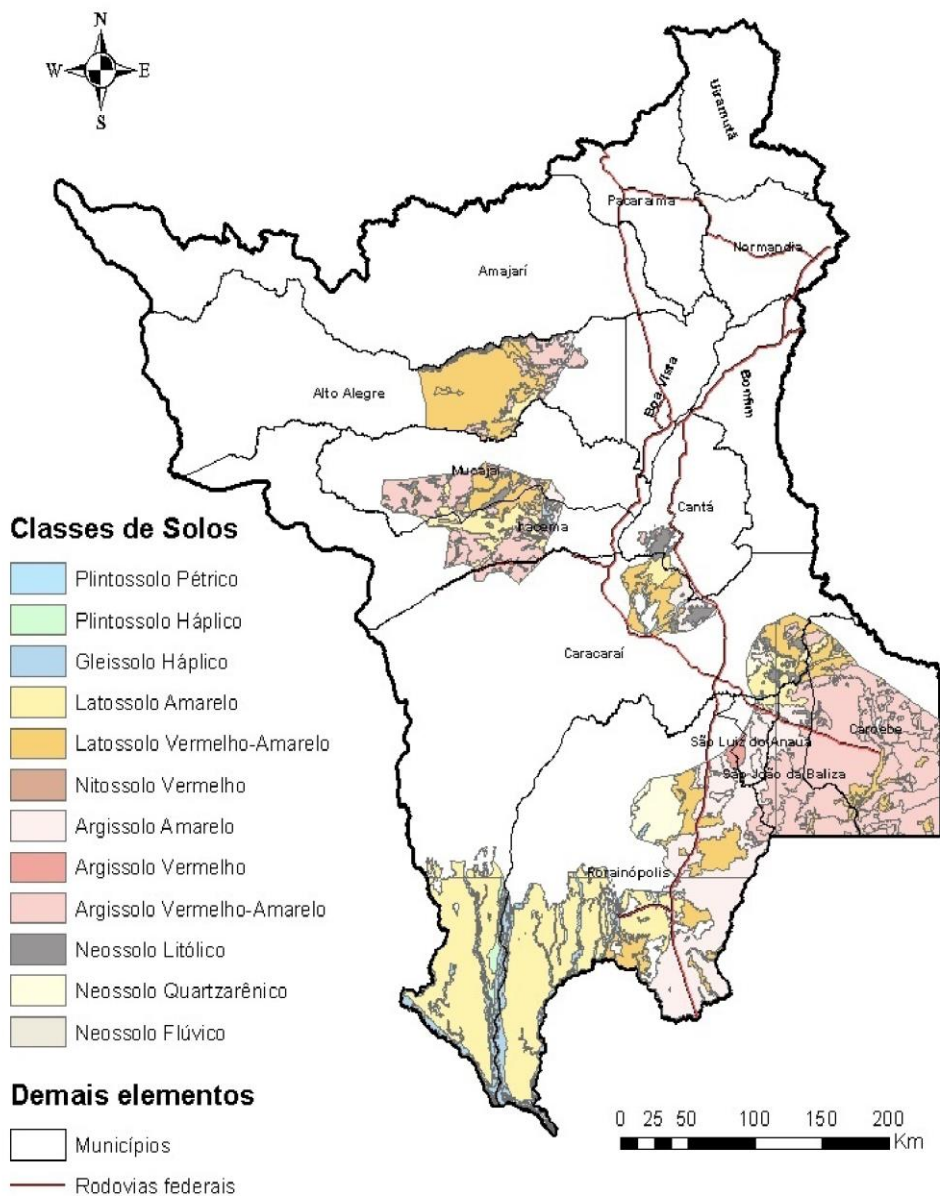 N
W E
S
Uiramutã
Pacaraima
Normandia
Amajarí
Boa Vista
Bonfim
Alto Alegre
Mucajaí
Cantá
Iracema
Caracaraí
Caroebe
São Luiz do Anauá
São João da Baliza
Rorainópolis
Classes de Solos
Plintossolo Pétrico
Plintossolo Háplico
Gleissolo Háplico
Latossolo Amarelo
Latossolo Vermelho-Amarelo
Nitossolo Vermelho
Argissolo Amarelo
Argissolo Vermelho
Argissolo Vermelho-Amarelo
Neossolo Litólico
Neossolo Quartzarênico
Neossolo Flúvico
Demais elementos
Municípios
Rodovias federais
0 25 50 100 150 200
Km